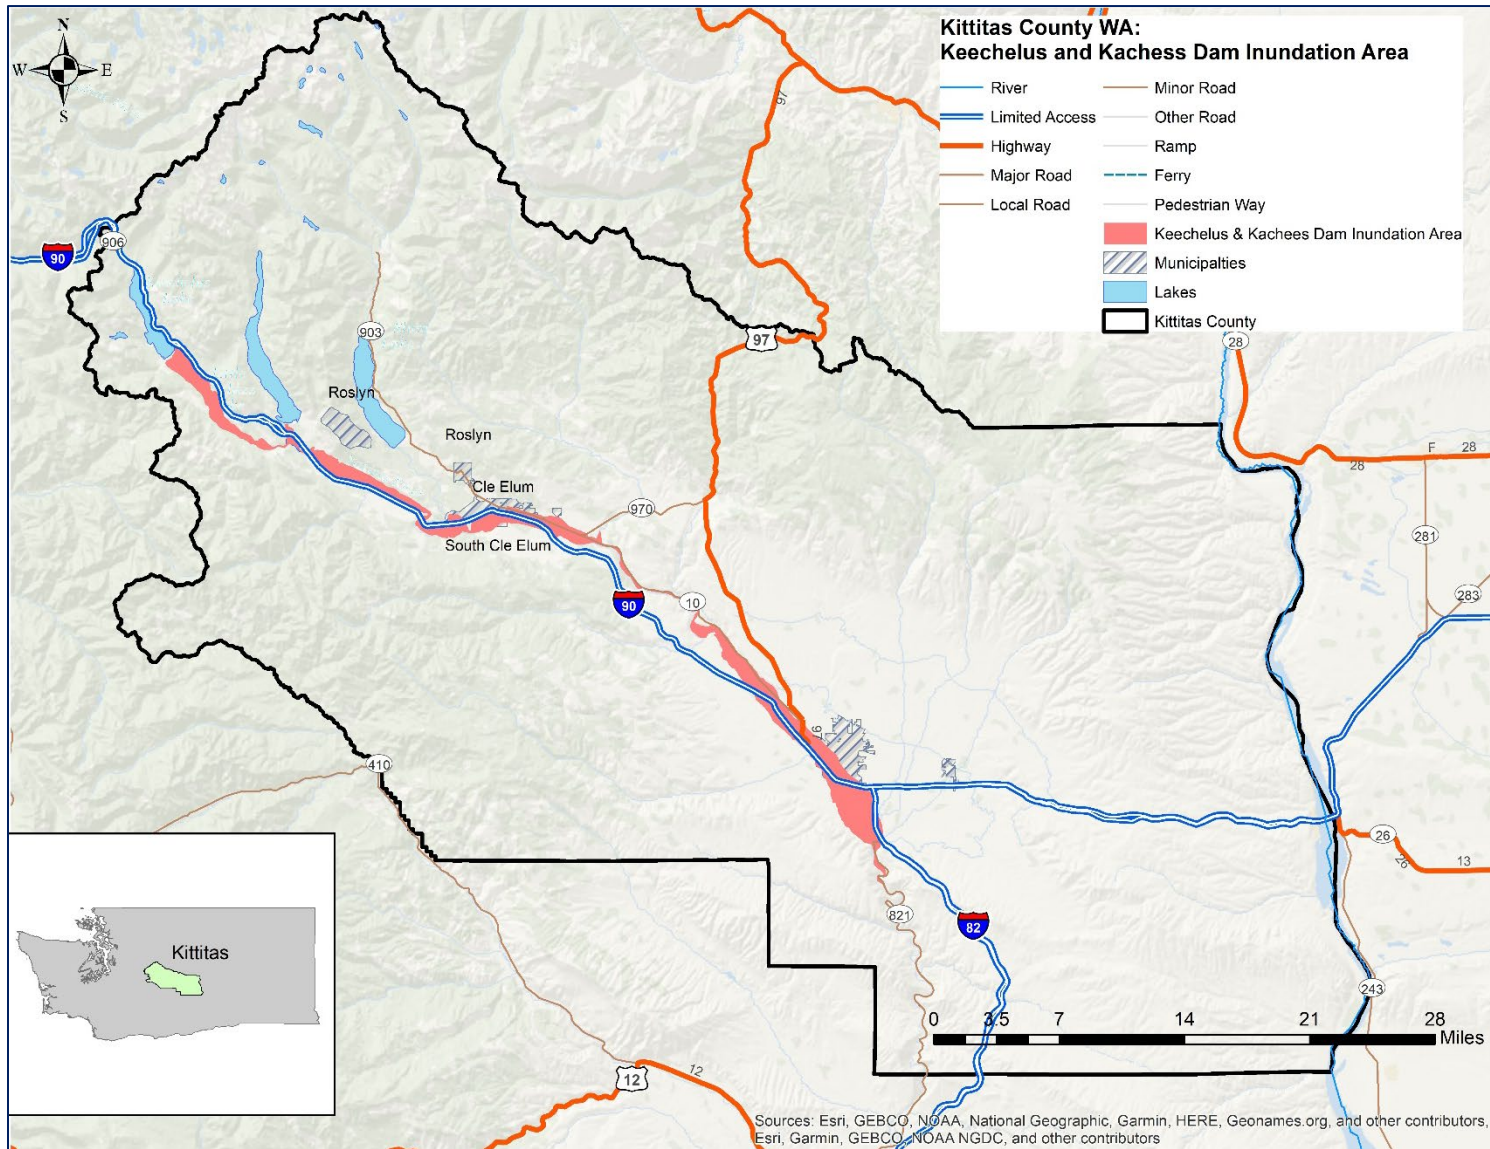 Kittitas County WA:
Keechelus and Kachess Dam Inundation Area
River
Limited Access
Highway
Major Road
Local Road
Minor Road
Other Road
Ramp
Ferry
Pedestrian Way
Keechelus & Kachees Dam Inundation Area
Municipalties
Lakes
Kittitas County
N
W
E
S
97
906
90
903
97
28
Roslyn
Roslyn
F
28
28
Cle Elum
970
281
South Cle Elum
90
10
283
97
410
26
26
13
821
82
Kittitas
243
0
3.5
7
14
21
28
Miles
12
12
Sources: Esri, GEBCO, NOAA, National Geographic, Garmin, HERE, Geonames.org, and other contributors,
Esri, Garmin, GEBCO, NOAA NGDC, and other contributors